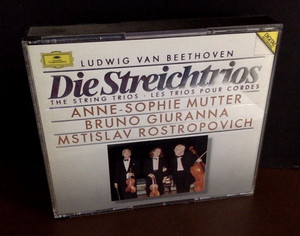 LUDWIG VAN BEETHOVEN
Die Streichtrios
THE STRING TRIOS · LES TRIOS POUR CORDES
ANNE-SOPHIE MUTTER
BRUNO GIURANNA
MSTISLAV ROSTROPOVICH